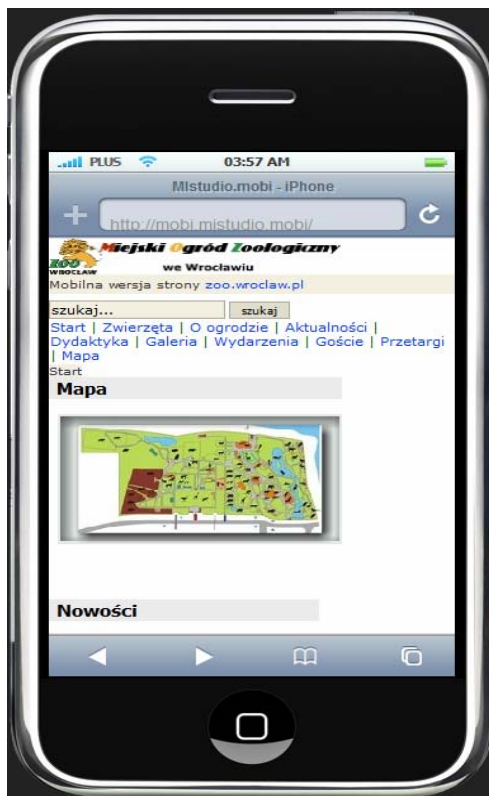 PLUS 03:57 AM
MIstudio.mobi - iPhone
http://mobi.mistudio.mobi/
Miejski Ogród Zoologiczny
ZOO
WROCŁAW
we Wrocławiu
Mobilna wersja strony zoo.wroclaw.pl
szukaj... szukaj
Start | Zwierzęta | O ogrodzie | Aktualności |
Dydaktyka | Galeria | Wydarzenia | Goście | Przetargi
| Mapa
Start
Mapa
Nowości